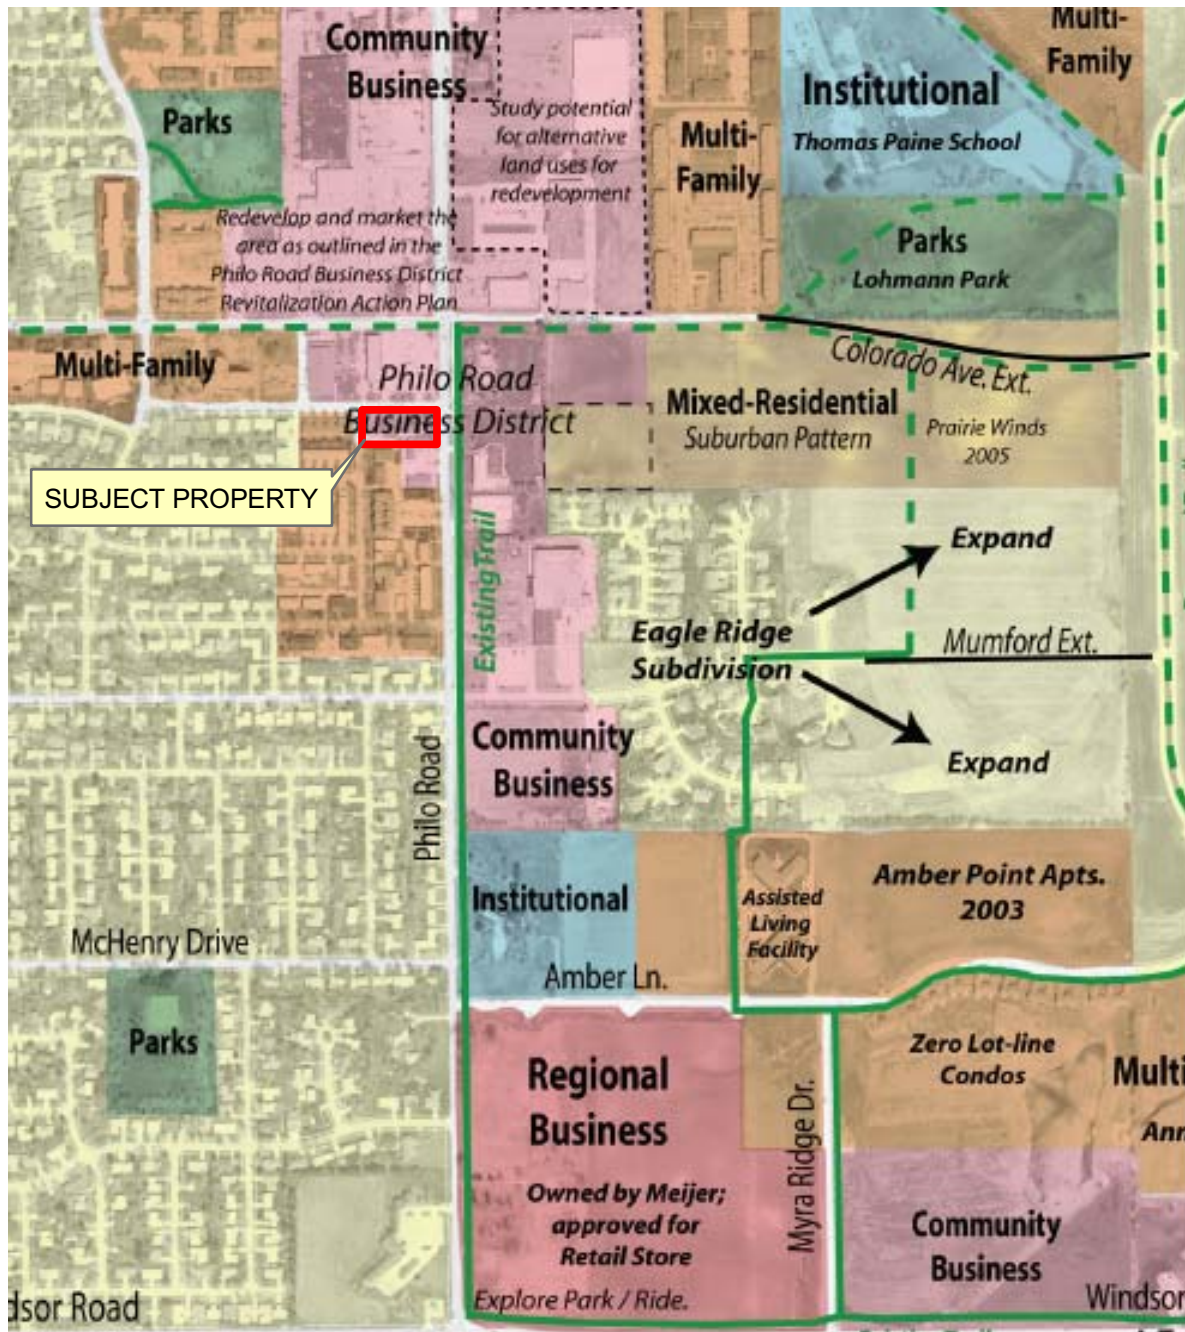 Community
Business
Study potential
for alternative
land uses for
redevelopment
Parks
Redevelop and market the
area as outlined in the
Philo Road Business District
Revitalization Action Plan
Multi-
Family
Institutional
Thomas Paine School
Multi-
Family
Parks
Lohmann Park
Multi-Family
Philo Road
Business District
SUBJECT PROPERTY
Colorado Ave. Ext.
Mixed-Residential
Suburban Pattern
Prairie Winds
2005
Existing Trail
Expand
Eagle Ridge
Subdivision
Mumford Ext.
Expand
Community
Business
Philo Road
Institutional
Assisted
Living
Facility
Amber Point Apts.
2003
McHenry Drive
Amber Ln.
Parks
Regional
Business
Owned by Meijer;
approved for
Retail Store
Explore Park / Ride.
Myra Ridge Dr.
Zero Lot-line
Condos
Multi
Ann
Community
Business
dsor Road
Windsor